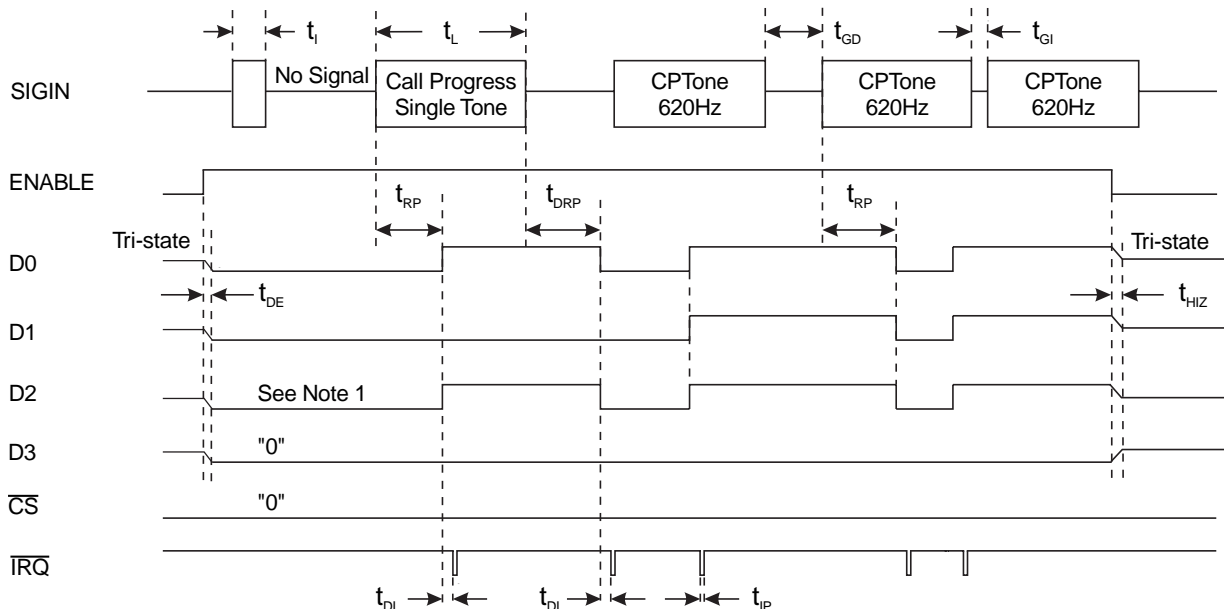 tI
tL
tGD
tGI
SIGIN
No Signal
Call Progress
Single Tone
CPTone
620Hz
CPTone
620Hz
CPTone
620Hz
ENABLE
tRP
tDRP
tRP
Tri-state
Tri-state
D0
tDE
tHIZ
D1
D2
See Note 1
D3
"0"
CS
"0"
IRQ
tDI
tDI
tIP